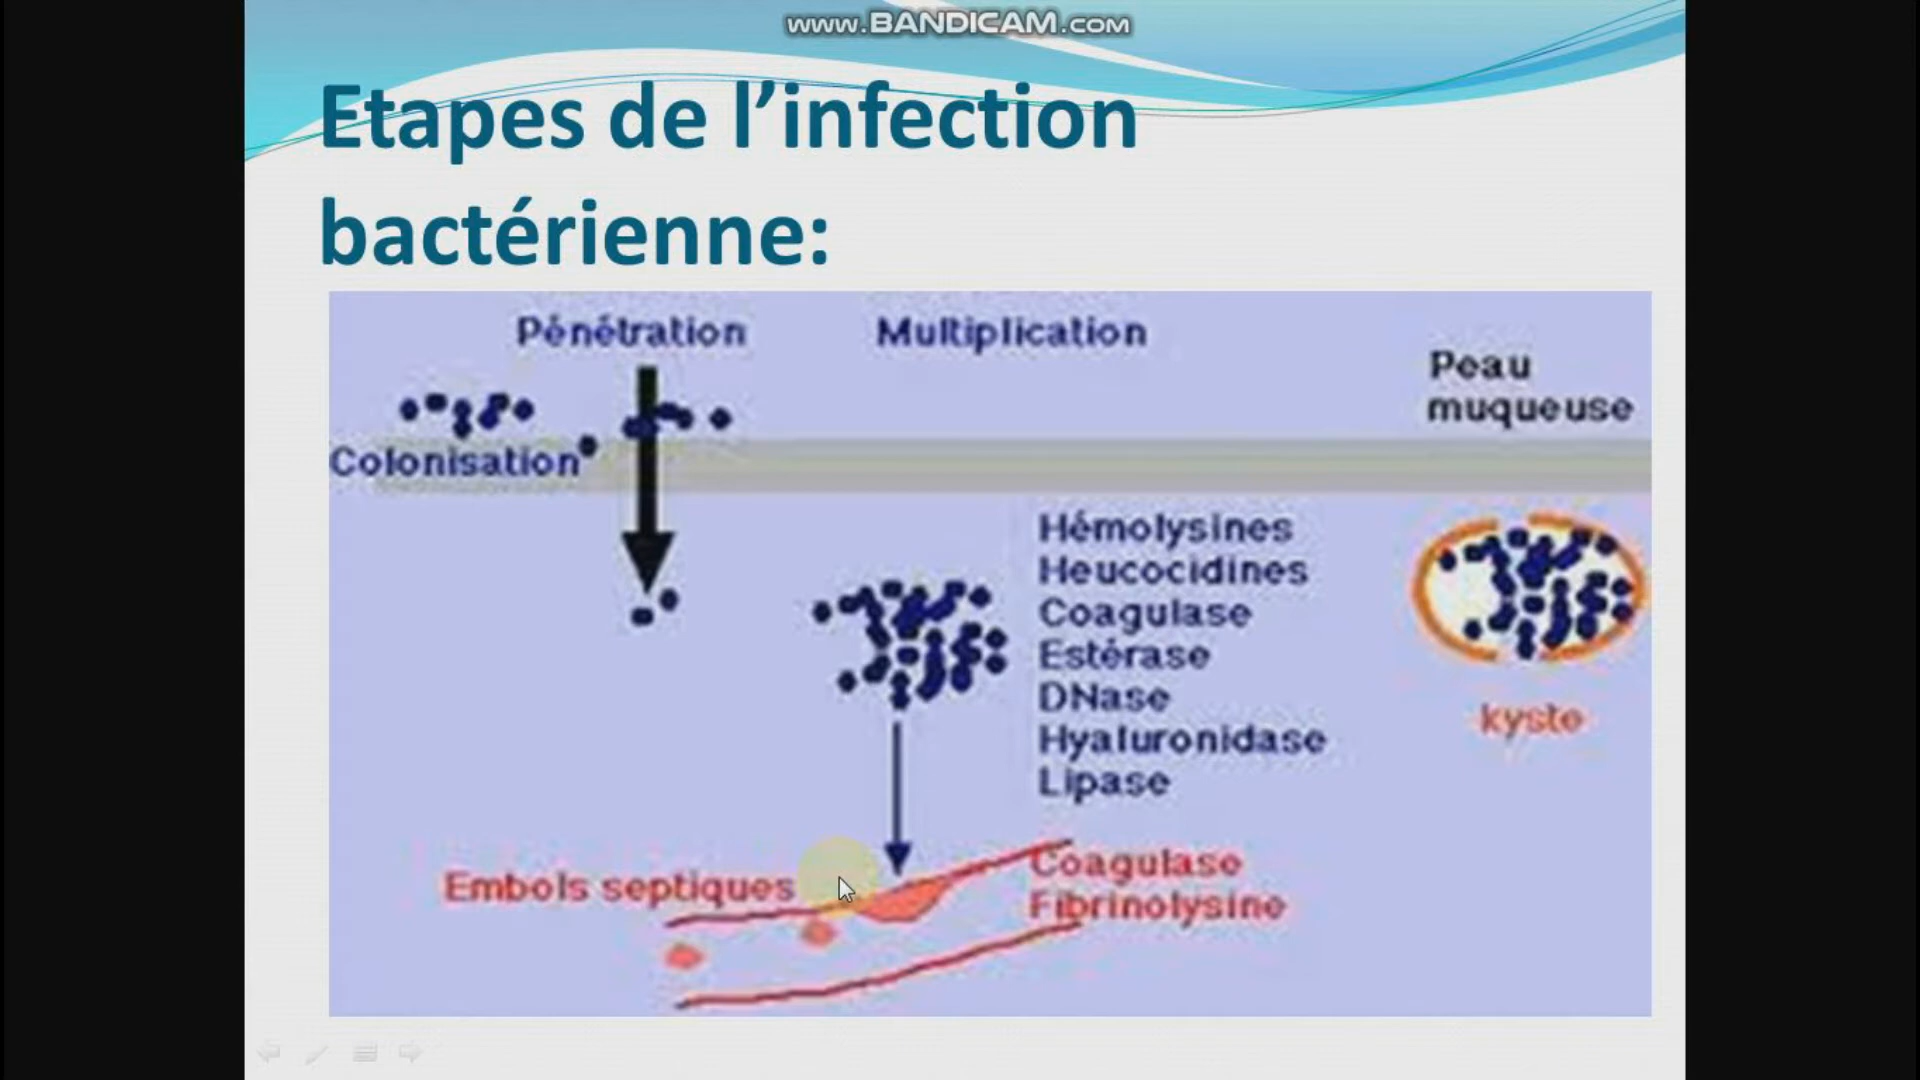 www.BANDICAM.com
Etapes de l’infection
bactérienne:
Pénétration
Multiplication
Peau
muqueuse
Colonisation
Hémolysines
Heucocidines
Coagulase
Estérase
DNase
Hyaluronidase
Lipase
kyste
Embols septiques
Coagulase
Fibrinolysine